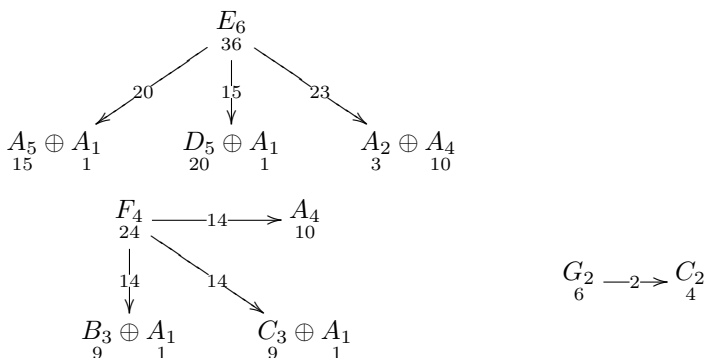 E₆
36
20 15 23
A₅ ⊕ A₁ D₅ ⊕ A₁ A₂ ⊕ A₄
15 1 20 1 3 10
F₄ 14 A₄
24 10
14 14 G₂ 2 C₂
6 4
B₃ ⊕ A₁ C₃ ⊕ A₁
9 1 9 1